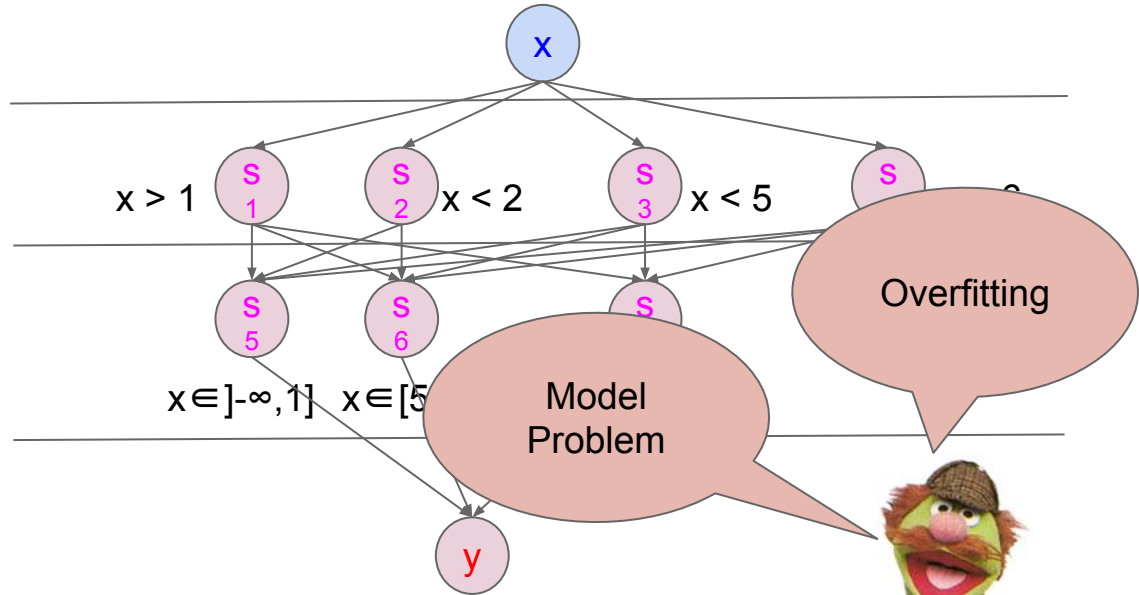 x
x > 1
s
1
s
2
x < 2
s
3
x < 5
s
Overfitting
s
5
s
6
s
x∈]-∞,1]
x∈[5
Model
Problem
y